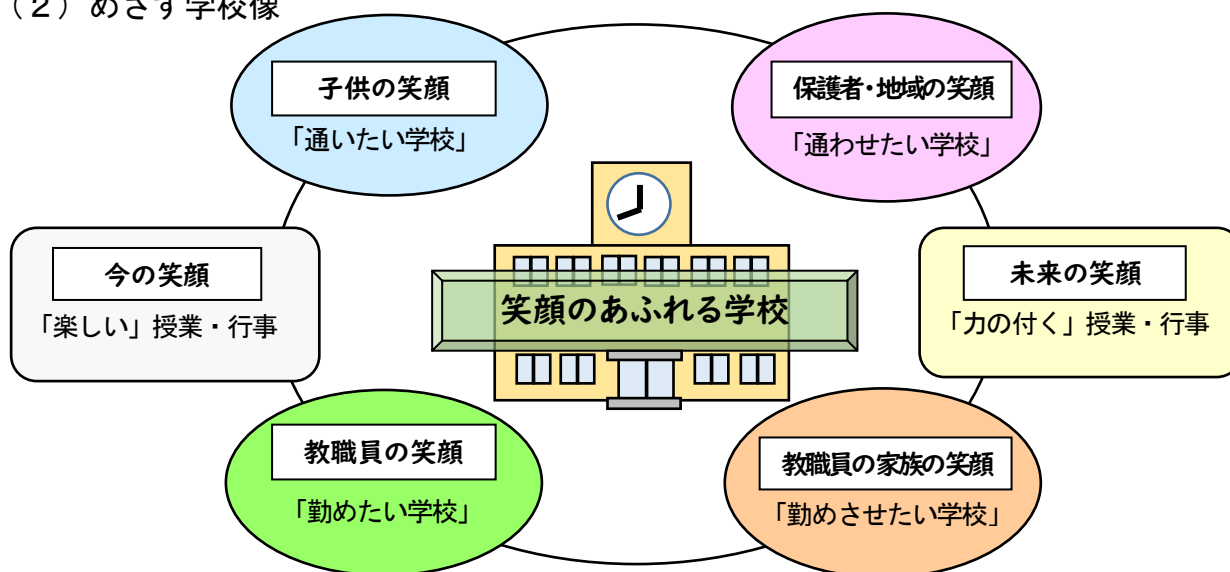 （２）めざす学校像
子供の笑顔
「通いたい学校」
保護者・地域の笑顔
「通わせたい学校」
今の笑顔
「楽しい」授業・行事
笑顔のあふれる学校
未来の笑顔
「力の付く」授業・行事
教職員の笑顔
「勤めたい学校」
教職員の家族の笑顔
「勤めさせたい学校」